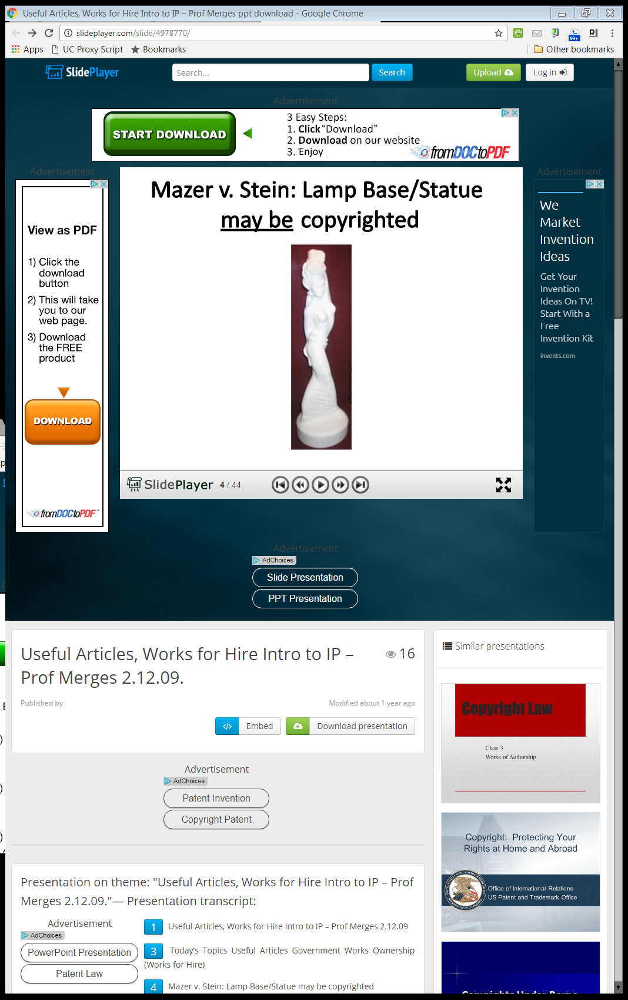 Useful Articles, Works for Hire Intro to IP – Prof Merges ppt download - Google Chrome
slideplayer.com/slide/4978770/
99+
R
Apps
UC Proxy Script
Bookmarks
Other bookmarks
SlidePlayer
Search...
Search
Upload
Log in
Advertisement
START DOWNLOAD
3 Easy Steps:
1. Click “Download”
2. Download on our website
3. Enjoy
fromDOCtoPDF
Advertisement
View as PDF
1) Click the
download
button
2) This will take
you to our
web page.
3) Download
the FREE
product
DOWNLOAD
fromDOCtoPDF™
Mazer v. Stein: Lamp Base/Statue
may be copyrighted
SlidePlayer
4 / 44
Advertisement
We
Market
Invention
Ideas
Get Your
Invention
Ideas On TV!
Start With a
Free
Invention Kit
invents.com
Advertisement
AdChoices
Slide Presentation
PPT Presentation
Useful Articles, Works for Hire Intro to IP –
Prof Merges 2.12.09.
16
Published by
Modified about 1 year ago
Embed
Download presentation
Advertisement
AdChoices
Patent Invention
Copyright Patent
Presentation on theme: "Useful Articles, Works for Hire Intro to IP – Prof
Merges 2.12.09."— Presentation transcript:
Advertisement
AdChoices
PowerPoint Presentation
Patent Law
1 Useful Articles, Works for Hire Intro to IP – Prof Merges 2.12.09
3 Today’s Topics Useful Articles Government Works Ownership
(Works for Hire)
4 Mazer v. Stein: Lamp Base/Statue may be copyrighted
Similar presentations
Copyright Law
Class 3
Works of Authorship
Copyright: Protecting Your
Rights at Home and Abroad
Office of International Relations
US Patent and Trademark Office